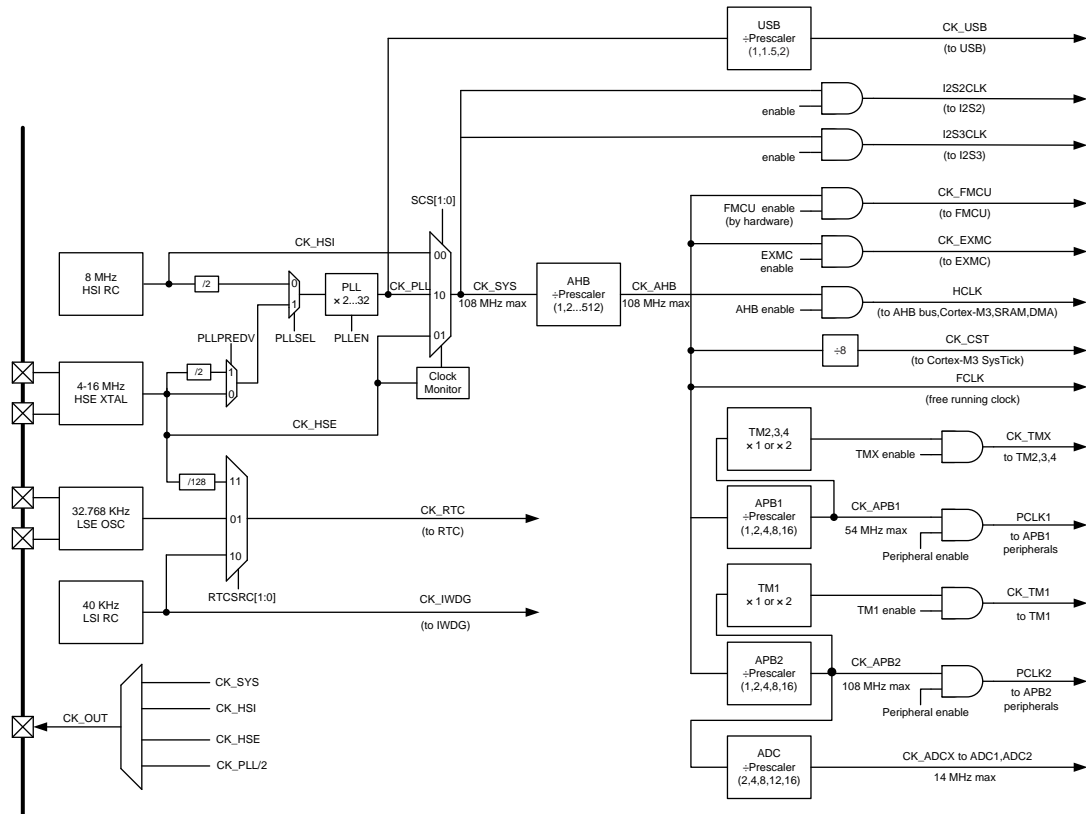 USB
÷Prescaler
(1,1.5,2)
CK_USB
(to USB)
I2S2CLK
enable
(to I2S2)
I2S3CLK
enable
(to I2S3)
SCS[1:0]
CK_FMCU
FMCU enable
(by hardware)
(to FMCU)
CK_HSI
00
CK_EXMC
EXMC
enable
(to EXMC)
8 MHz
HSI RC
/2
0
1
PLL
× 2...32
CK_PLL
10
CK_SYS
108 MHz max
AHB
÷Prescaler
(1,2...512)
CK_AHB
108 MHz max
HCLK
AHB enable
(to AHB bus,Cortex-M3,SRAM,DMA)
PLLPREDV
PLLSEL
PLLEN
01
CK_CST
÷8
(to Cortex-M3 SysTick)
4-16 MHz
HSE XTAL
/2
1
0
Clock
Monitor
FCLK
(free running clock)
CK_HSE
TM2,3,4
× 1 or × 2
CK_TMX
TMX enable
to TM2,3,4
/128
11
32.768 KHz
LSE OSC
01
CK_RTC
(to RTC)
10
APB1
÷Prescaler
(1,2,4,8,16)
CK_APB1
54 MHz max
PCLK1
to APB1
peripherals
Peripheral enable
RTCSRC[1:0]
40 KHz
LSI RC
CK_IWDG
(to IWDG)
TM1
× 1 or × 2
CK_TM1
TM1 enable
to TM1
APB2
÷Prescaler
(1,2,4,8,16)
CK_APB2
108 MHz max
PCLK2
to APB2
peripherals
Peripheral enable
CK_SYS
CK_HSI
CK_OUT
CK_HSE
CK_PLL/2
ADC
÷Prescaler
(2,4,8,12,16)
CK_ADCX to ADC1,ADC2
14 MHz max